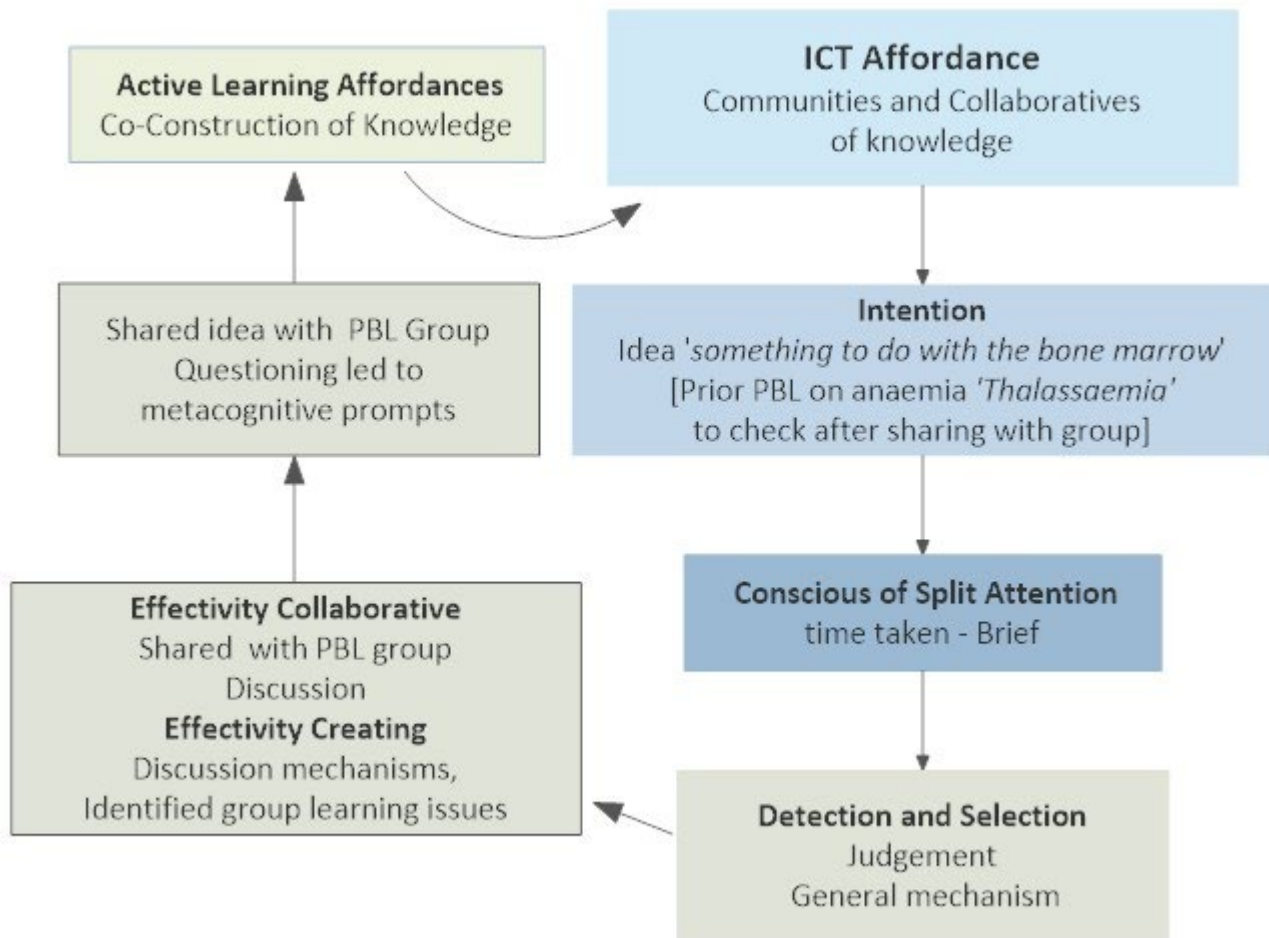 Active Learning Affordances
Co-Construction of Knowledge
ICT Affordance
Communities and Collaboratives
of knowledge
Shared idea with PBL Group
Questioning led to
metacognitive prompts
Intention
Idea 'something to do with the bone marrow'
[Prior PBL on anaemia 'Thalassaemia'
to check after sharing with group]
Conscious of Split Attention
time taken - Brief
Effectivity Collaborative
Shared with PBL group
Discussion
Effectivity Creating
Discussion mechanisms,
Identified group learning issues
Detection and Selection
Judgement
General mechanism